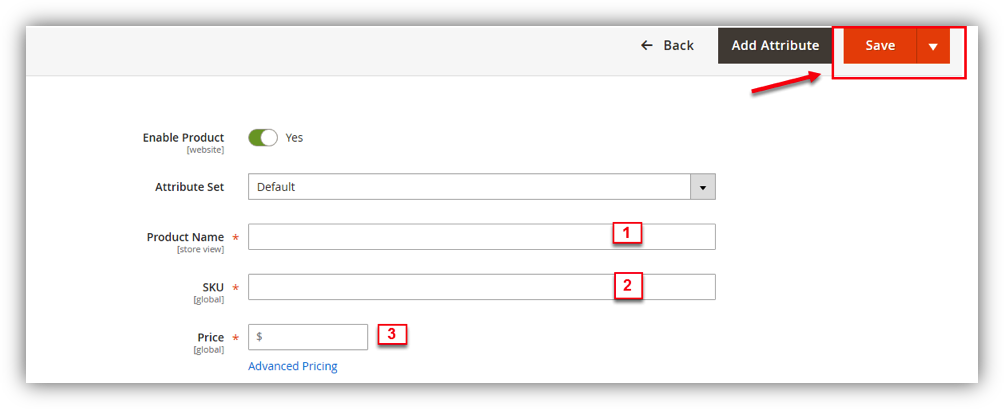 ← Back Add Attribute Save
Enable Product Yes
[website]
Attribute Set Default
Product Name * 1
[store view]
SKU * 2
[global]
Price * $ 3
[global]
Advanced Pricing